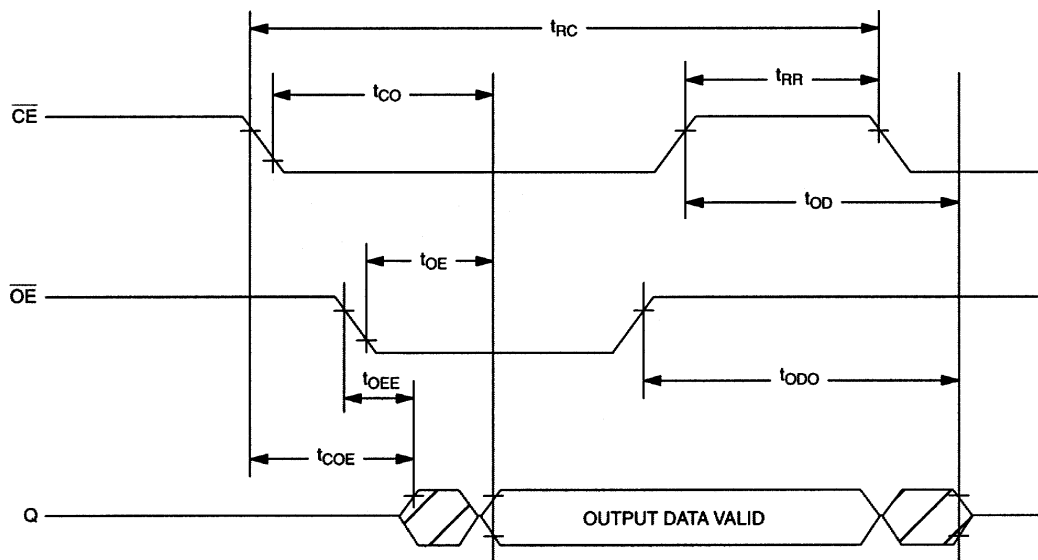 tRC
tCO
tRR
CE
tOD
tOE
OE
tOEE
tODO
tCOE
Q
OUTPUT DATA VALID